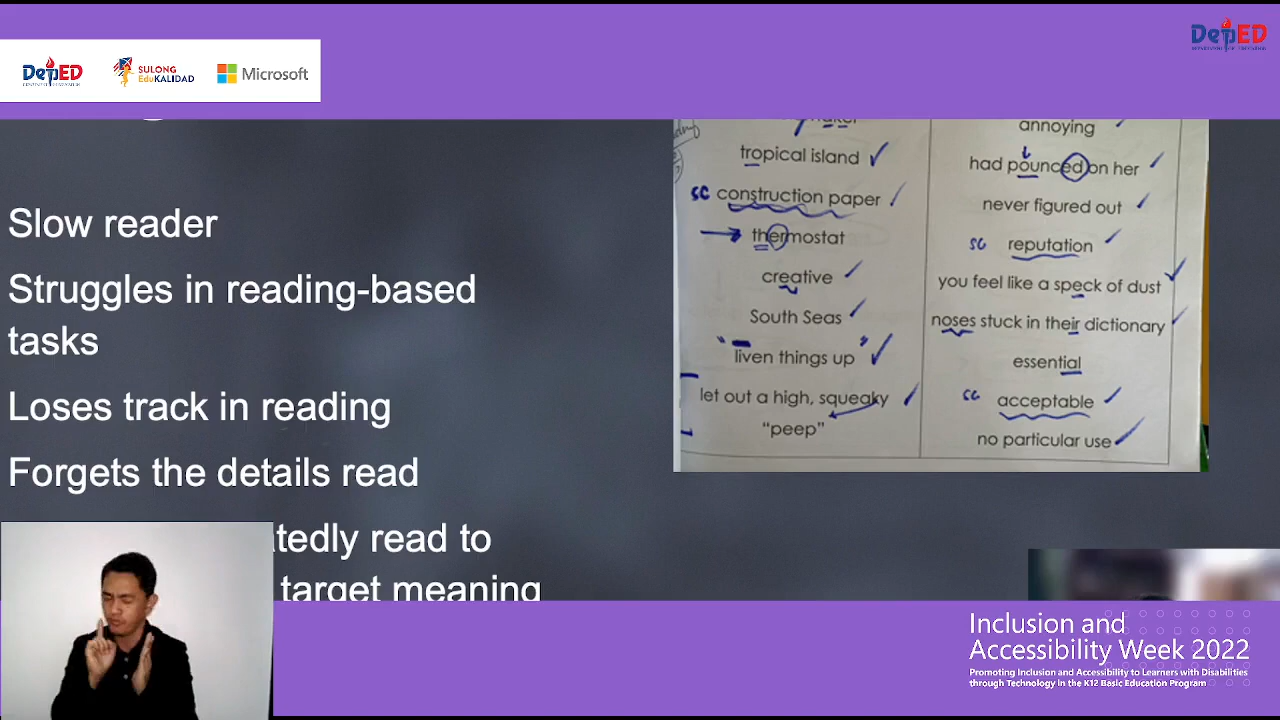 DepED
DEPARTMENT OF EDUCATION
DepED
SULONG
EduKALIDAD
Microsoft
Slow reader
Struggles in reading-based
tasks
Loses track in reading
Forgets the details read
tedly read to
target meaning
tropical island
sc construction paper
thermostat
creative
South Seas
liven things up
let out a high, squeaky
“peep”
annoying
had pounced on her
never figured out
sc reputation
you feel like a speck of dust
noses stuck in their dictionary
essential
sc acceptable
no particular use
Inclusion and
Accessibility Week 2022
Promoting Inclusion and Accessibility to Learners with Disabilities
through Technology in the K12 Basic Education Program